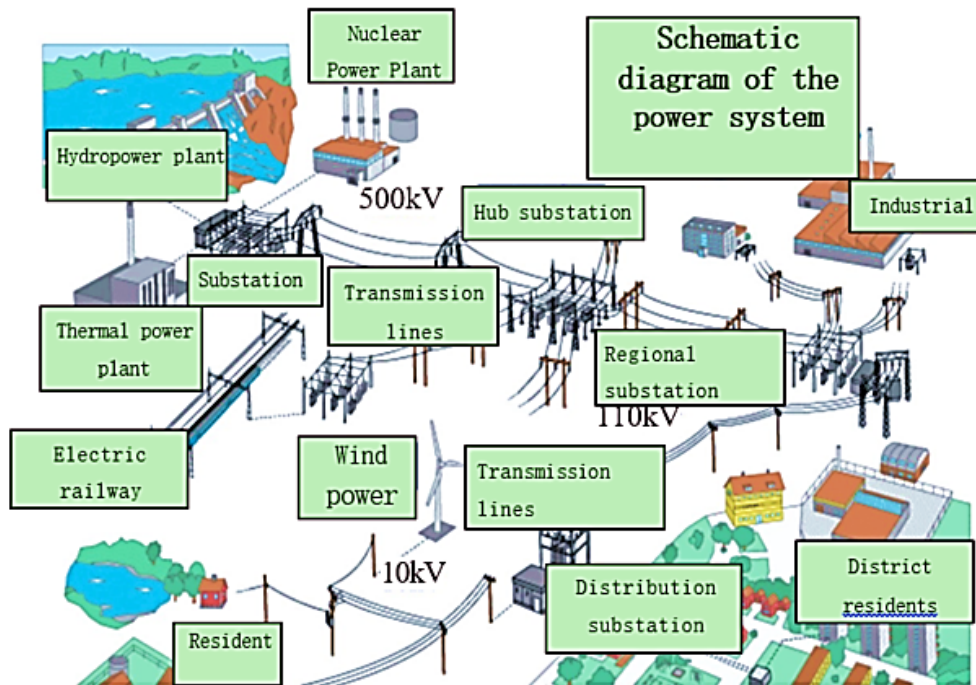 Nuclear
Power Plant
Schematic
diagram of the
power system
Hydropower plant
500kV
Hub substation
Industrial
Substation
Transmission
lines
Thermal power
plant
Regional
substation
110kV
Electric
railway
Wind
power
Transmission
lines
10kV
Distribution
substation
District
residents
Resident